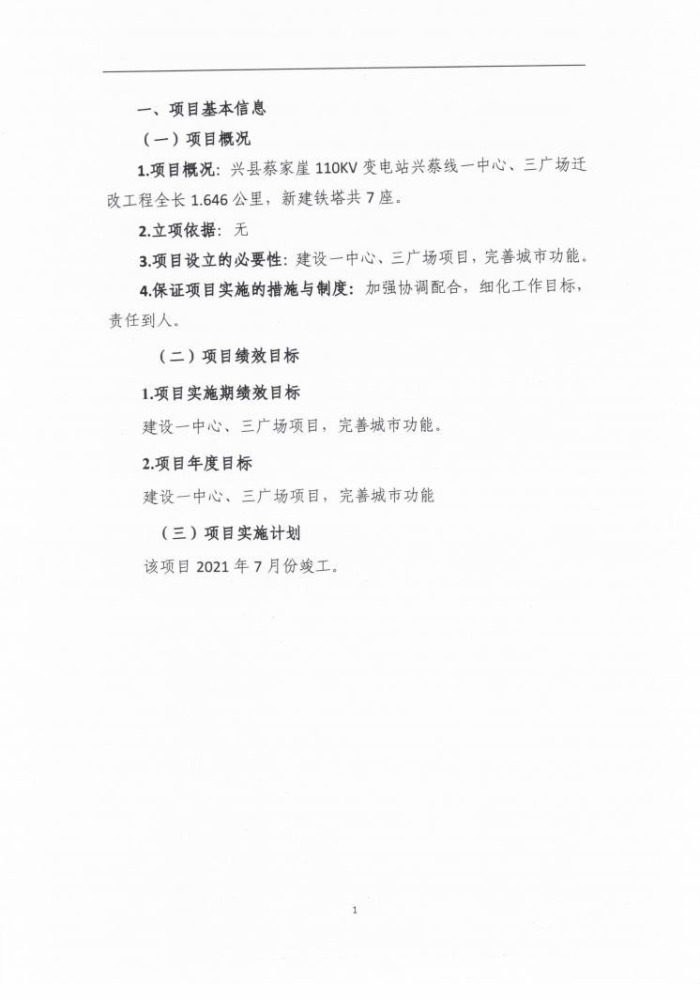 一、项目基本信息
（一）项目概况
1.项目概况：兴县蔡家崖 110KV 变电站兴蔡线一中心、三广场迁
改工程全长 1.646 公里，新建铁塔共 7 座。
2.立项依据：无
3.项目设立的必要性：建设一中心、三广场项目，完善城市功能。
4.保证项目实施的措施与制度：加强协调配合，细化工作目标，
责任到人。
（二）项目绩效目标
1.项目实施期绩效目标
建设一中心、三广场项目，完善城市功能。
2.项目年度目标
建设一中心、三广场项目，完善城市功能
（三）项目实施计划
该项目 2021 年 7 月份竣工。
1